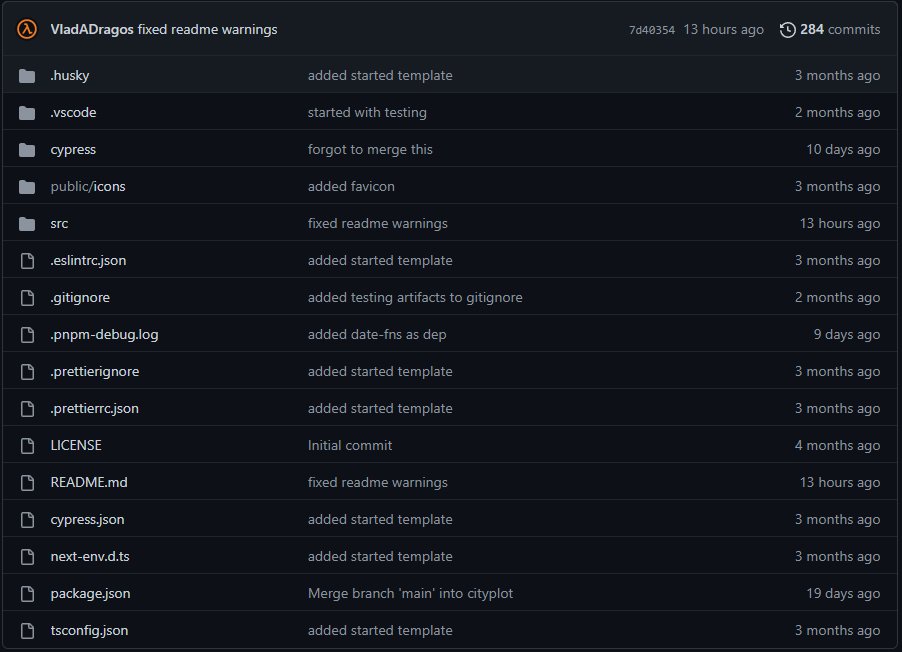 VladADragos fixed readme warnings 7d40354 13 hours ago 284 commits
.husky added started template 3 months ago
.vscode started with testing 2 months ago
cypress forgot to merge this 10 days ago
public/icons added favicon 3 months ago
src fixed readme warnings 13 hours ago
.eslintrc.json added started template 3 months ago
.gitignore added testing artifacts to gitignore 2 months ago
.pnpm-debug.log added date-fns as dep 9 days ago
.prettierignore added started template 3 months ago
.prettierrc.json added started template 3 months ago
LICENSE Initial commit 4 months ago
README.md fixed readme warnings 13 hours ago
cypress.json added started template 3 months ago
next-env.d.ts added started template 3 months ago
package.json Merge branch 'main' into cityplot 19 days ago
tsconfig.json added started template 3 months ago